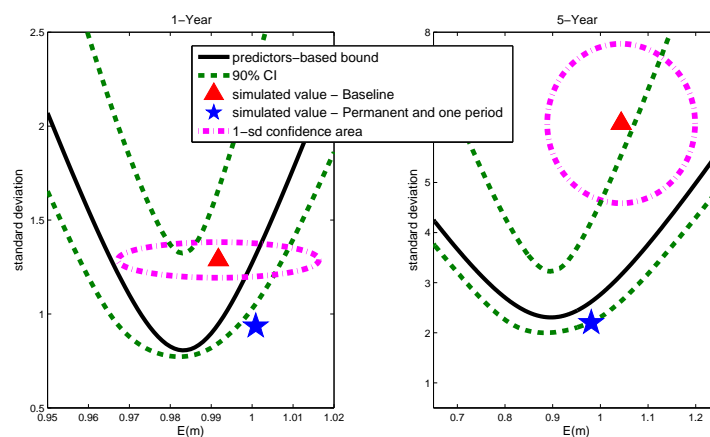 1−Year
5−Year
2.5
2
1.5
1
0.5
standard deviation
0.95
0.96
0.97
0.98
0.99
1
1.01
1.02
E(m)
predictors-based bound
90% CI
simulated value − Baseline
simulated value − Permanent and one period
1−sd confidence area
8
5
4
3
2
1
standard deviation
0.7
0.8
0.9
1
1.1
1.2
E(m)